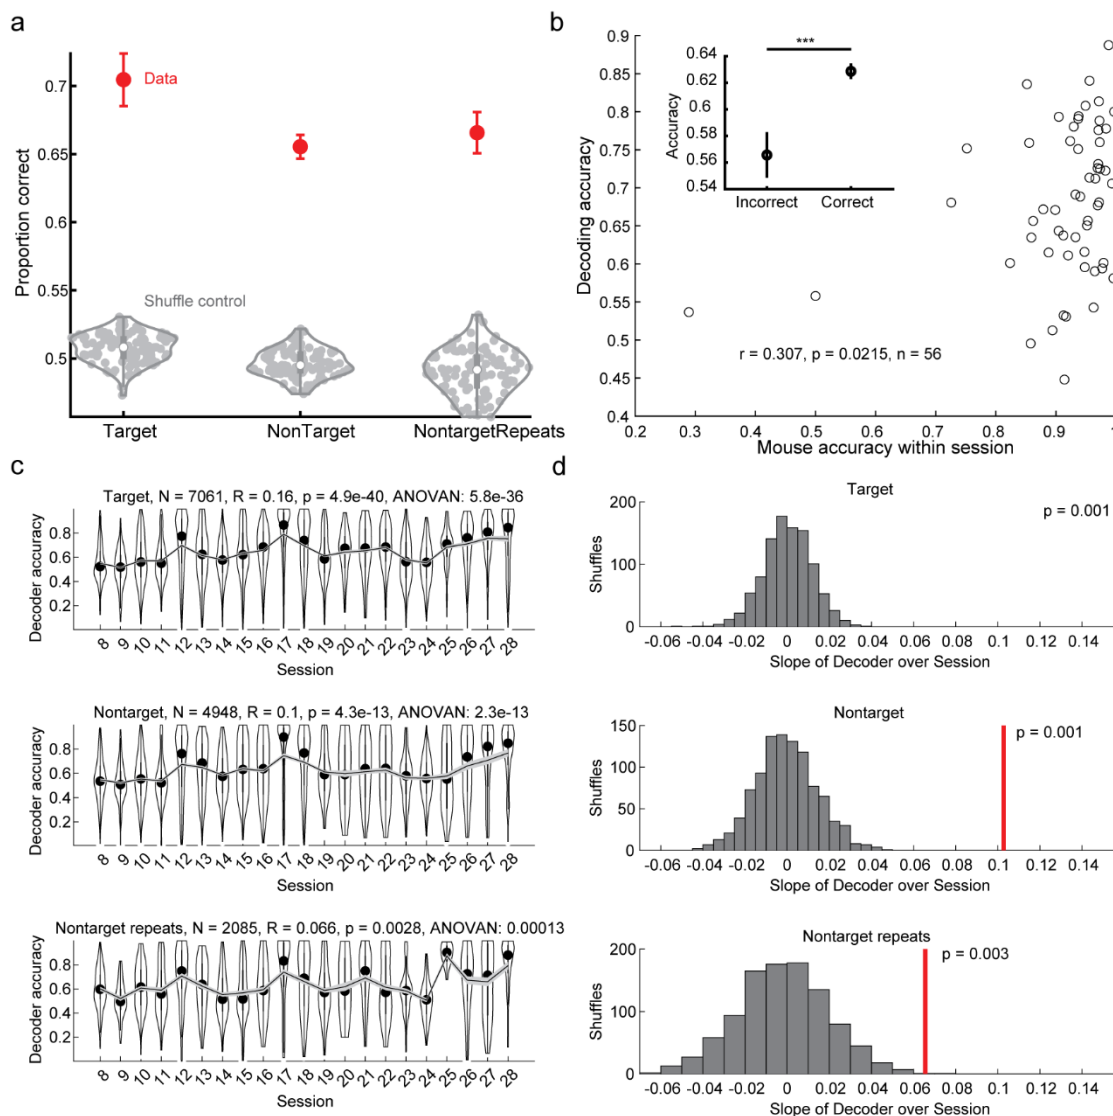 a
0.7
0.65
0.6
0.55
0.5
Proportion correct
Data
Shuffle control
Target
NonTarget
NontargetRepeats
b
0.9
0.85
0.8
0.75
0.7
0.65
0.6
0.55
0.5
0.45
0.4
Decoding accuracy
0.64
0.62
0.60
0.58
0.56
0.54
Accuracy
***
Incorrect Correct
r = 0.307, p = 0.0215, n = 56
0.2 0.3 0.4 0.5 0.6 0.7 0.8 0.9 1
Mouse accuracy within session
c
Target, N = 7061, R = 0.16, p = 4.9e-40, ANOVAN: 5.8e-36
0.8
0.6
0.4
0.2
Decoder accuracy
8 9 10 11 12 13 14 15 16 17 18 19 20 21 22 23 24 25 26 27 28
Session
Nontarget, N = 4948, R = 0.1, p = 4.3e-13, ANOVAN: 2.3e-13
0.8
0.6
0.4
0.2
Decoder accuracy
8 9 10 11 12 13 14 15 16 17 18 19 20 21 22 23 24 25 26 27 28
Session
Nontarget repeats, N = 2085, R = 0.066, p = 0.0028, ANOVAN: 0.00013
0.8
0.6
0.4
0.2
Decoder accuracy
8 9 10 11 12 13 14 15 16 17 18 19 20 21 22 23 24 25 26 27 28
Session
d
Target
p = 0.001
200
100
0
Shuffles
-0.06 -0.04 -0.02 0 0.02 0.04 0.06 0.08 0.1 0.12 0.14
Slope of Decoder over Session
Nontarget
p = 0.001
150
100
50
0
Shuffles
-0.06 -0.04 -0.02 0 0.02 0.04 0.06 0.08 0.1 0.12 0.14
Slope of Decoder over Session
Nontarget repeats
p = 0.003
200
100
0
Shuffles
-0.06 -0.04 -0.02 0 0.02 0.04 0.06 0.08 0.1 0.12 0.14
Slope of Decoder over Session